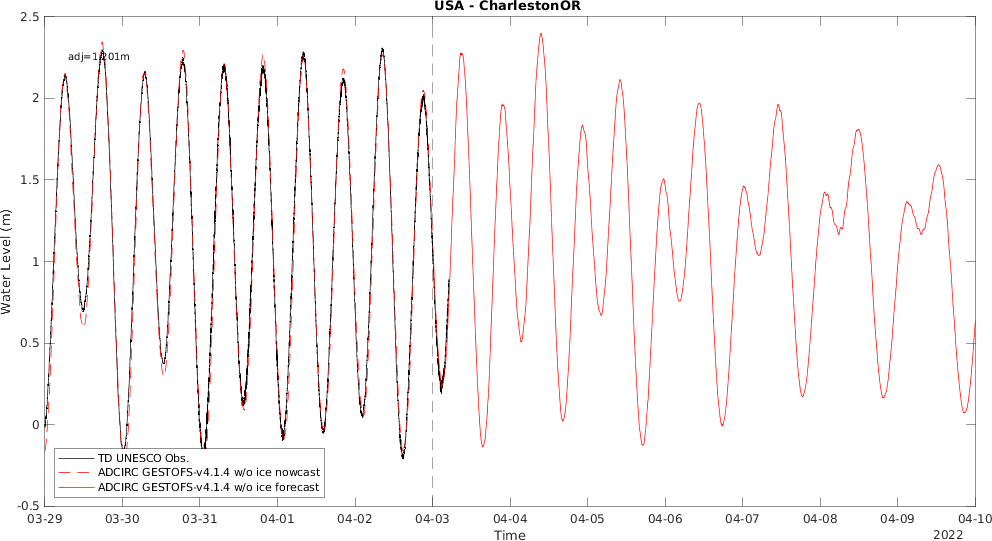 USA - CharlestonOR
2.5
2
1.5
1
0.5
0
-0.5
Water Level (m)
adj=1.201m
TD UNESCO Obs.
ADCIRC GESTOFS-v4.1.4 w/o ice nowcast
ADCIRC GESTOFS-v4.1.4 w/o ice forecast
03-29 03-30 03-31 04-01 04-02 04-03 04-04 04-05 04-06 04-07 04-08 04-09 04-10
Time
2022